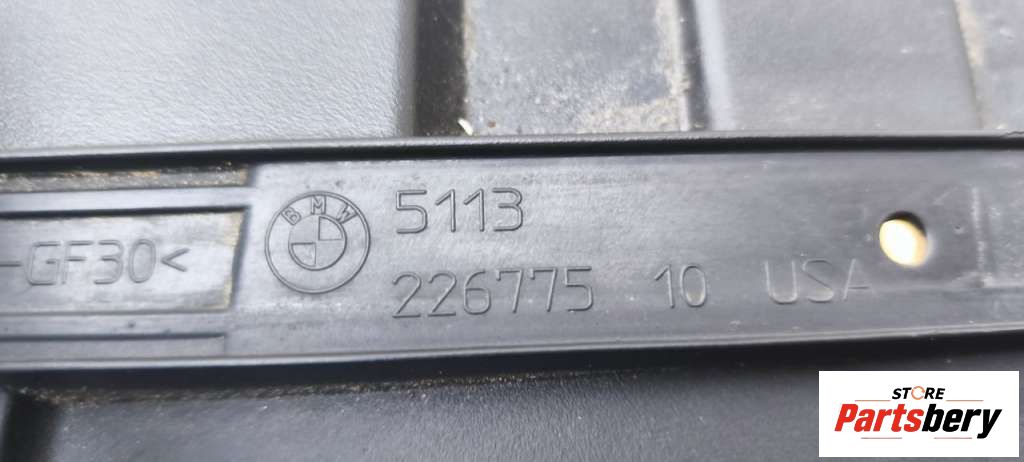 -GF30<
BMW
5113
226775 10 USA
STORE
Partsbery